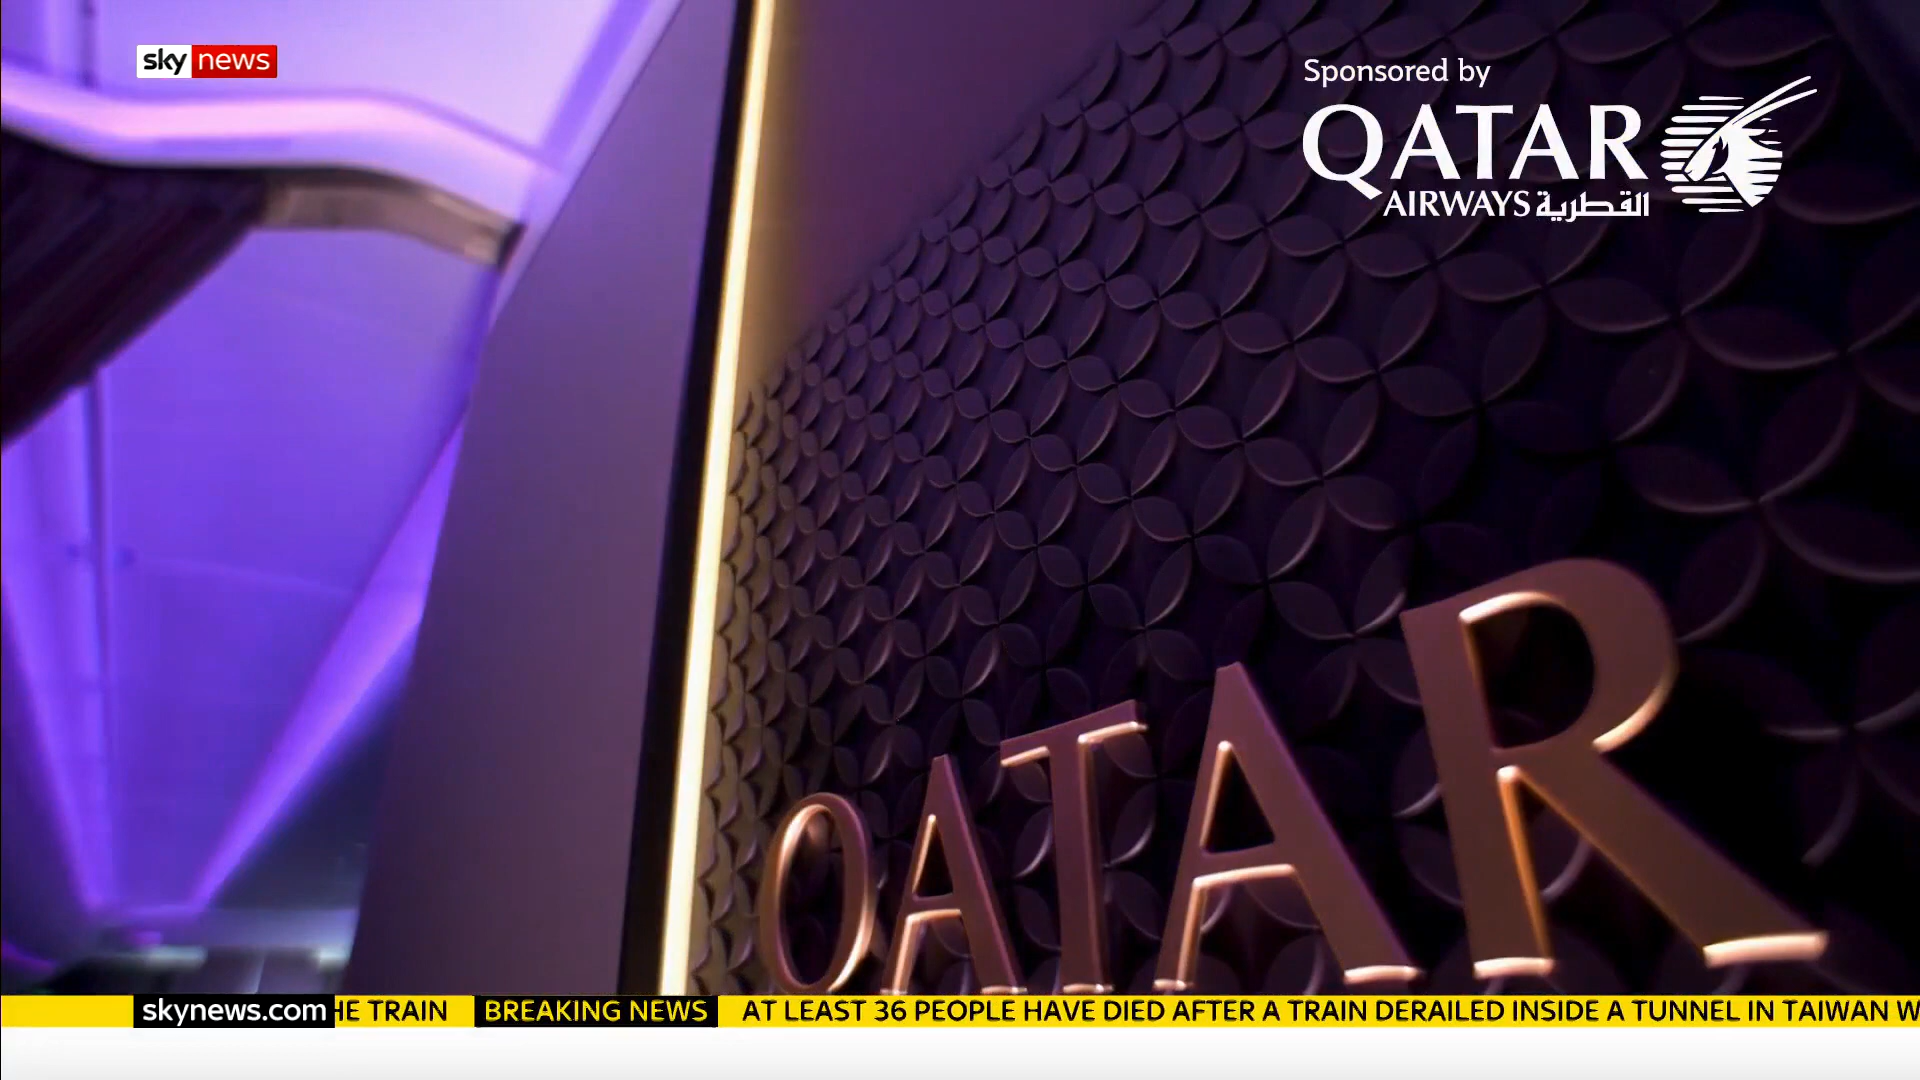 sky news
Sponsored by
QATAR
AIRWAYS القطرية
QATAR
skynews.com HE TRAIN BREAKING NEWS AT LEAST 36 PEOPLE HAVE DIED AFTER A TRAIN DERAILED INSIDE A TUNNEL IN TAIWAN W